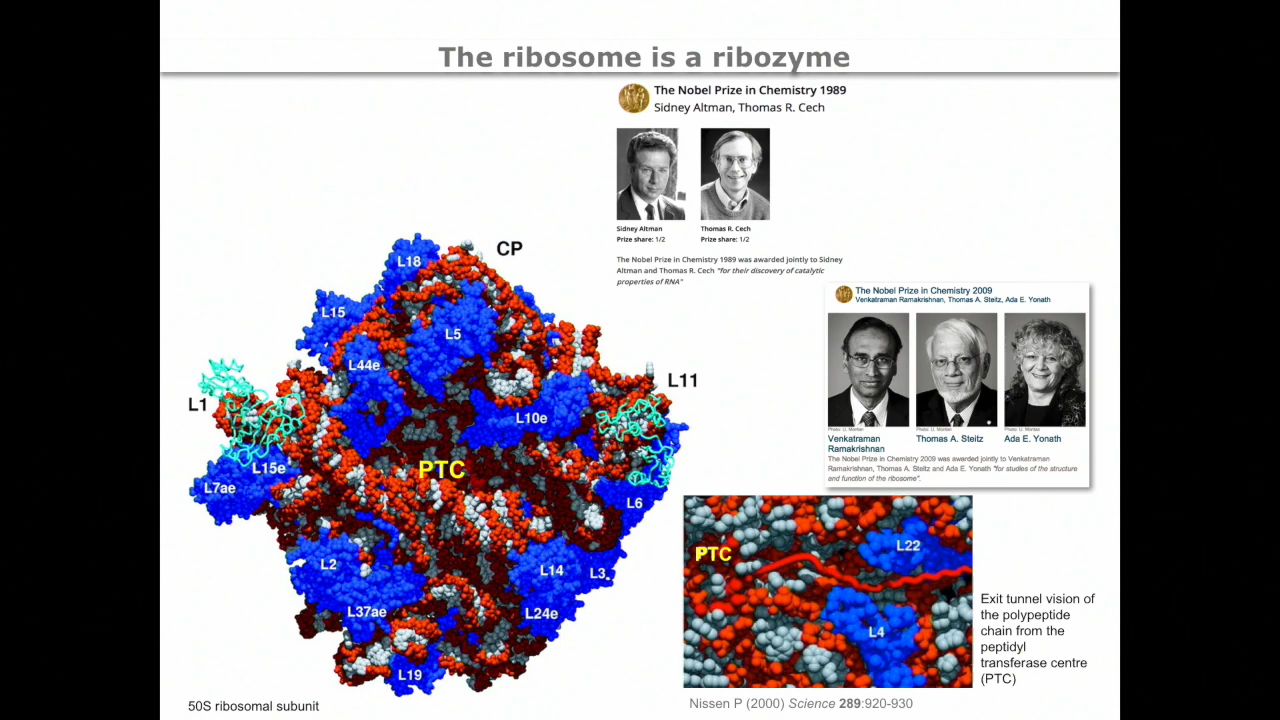 The ribosome is a ribozyme
The Nobel Prize in Chemistry 1989
Sidney Altman, Thomas R. Cech
Sidney Altman
Prize share: 1/2
Thomas R. Cech
Prize share: 1/2
The Nobel Prize in Chemistry 1989 was awarded jointly to Sidney
Altman and Thomas R. Cech "for their discovery of catalytic
properties of RNA"
The Nobel Prize in Chemistry 2009
Venkatraman Ramakrishnan, Thomas A. Steitz, Ada E. Yonath
Photo: U. Montan
Venkatraman
Ramakrishnan
Photo: U. Montan
Thomas A. Steitz
Photo: U. Montan
Ada E. Yonath
The Nobel Prize in Chemistry 2009 was awarded jointly to Venkatraman
Ramakrishnan, Thomas A. Steitz and Ada E. Yonath "for studies of the structure
and function of the ribosome".
CP
L18
L15
L5
L44e
L1
L11
L10e
L15e
PTC
L7ae
L6
L2
L14
L3
L37ae
L24e
L19
50S ribosomal subunit
PTC
L22
L4
Exit tunnel vision of
the polypeptide
chain from the
peptidyl
transferase centre
(PTC)
Nissen P (2000) Science 289:920-930